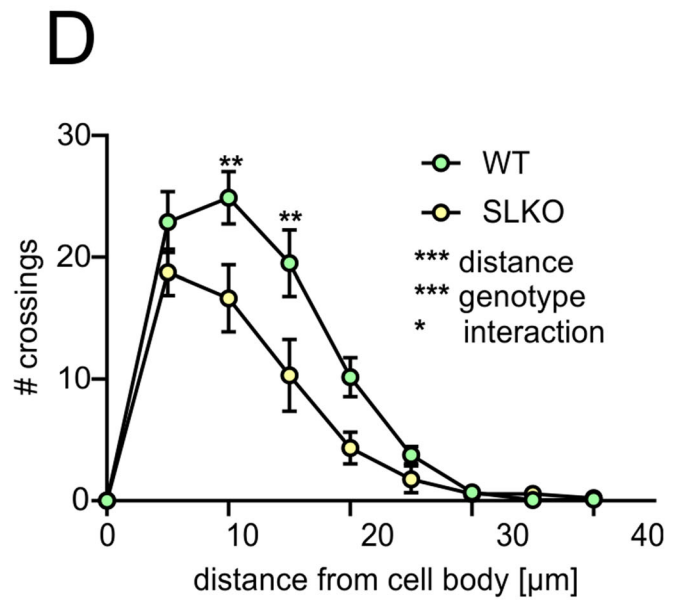 D
30
**
**
WT
SLKO
*** distance
*** genotype
* interaction
20
10
0
# crossings
0 10 20 30 40
distance from cell body [µm]